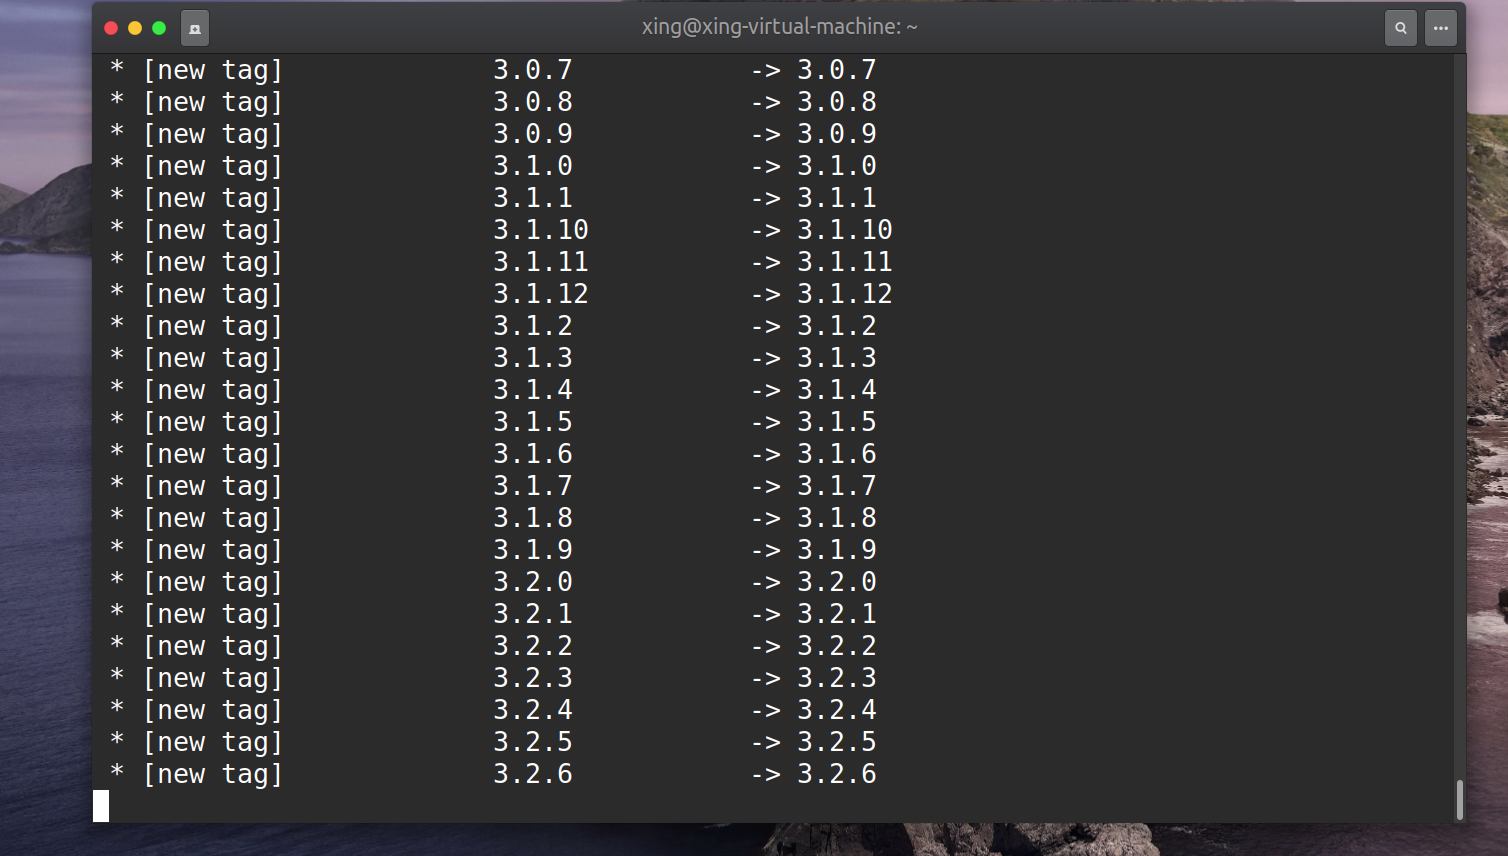 xing@xing-virtual-machine: ~
* [new tag] 3.0.7 -> 3.0.7
* [new tag] 3.0.8 -> 3.0.8
* [new tag] 3.0.9 -> 3.0.9
* [new tag] 3.1.0 -> 3.1.0
* [new tag] 3.1.1 -> 3.1.1
* [new tag] 3.1.10 -> 3.1.10
* [new tag] 3.1.11 -> 3.1.11
* [new tag] 3.1.12 -> 3.1.12
* [new tag] 3.1.2 -> 3.1.2
* [new tag] 3.1.3 -> 3.1.3
* [new tag] 3.1.4 -> 3.1.4
* [new tag] 3.1.5 -> 3.1.5
* [new tag] 3.1.6 -> 3.1.6
* [new tag] 3.1.7 -> 3.1.7
* [new tag] 3.1.8 -> 3.1.8
* [new tag] 3.1.9 -> 3.1.9
* [new tag] 3.2.0 -> 3.2.0
* [new tag] 3.2.1 -> 3.2.1
* [new tag] 3.2.2 -> 3.2.2
* [new tag] 3.2.3 -> 3.2.3
* [new tag] 3.2.4 -> 3.2.4
* [new tag] 3.2.5 -> 3.2.5
* [new tag] 3.2.6 -> 3.2.6